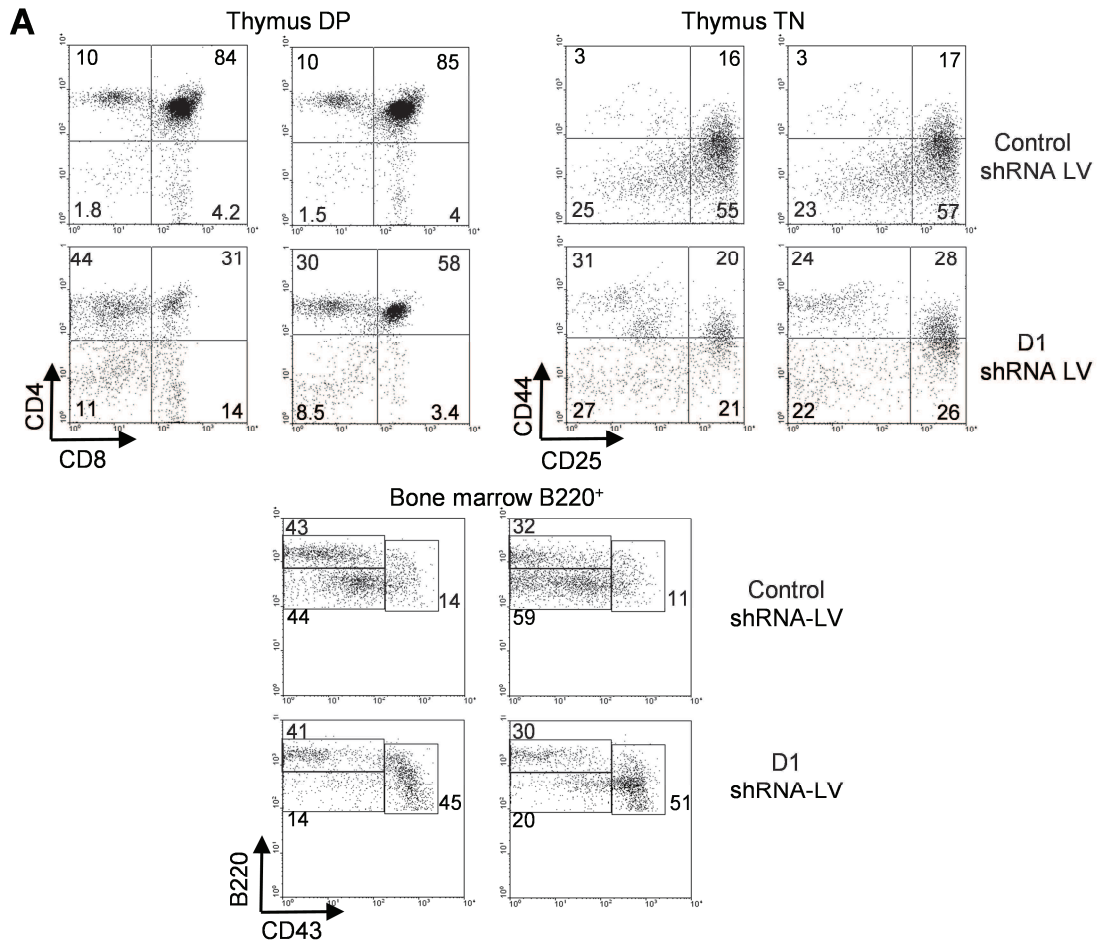 A
Thymus DP
Thymus TN
10 84
10 85
3 16
3 17
1.8 4.2
1.5 4
25 55
23 57
Control
shRNA LV
44 31
30 58
31 20
24 28
11 14
8.5 3.4
27 21
22 26
D1
shRNA LV
CD4
CD8
CD44
CD25
Bone marrow B220⁺
43
14
44
32
11
59
Control
shRNA-LV
41
45
14
30
51
20
D1
shRNA-LV
B220
CD43